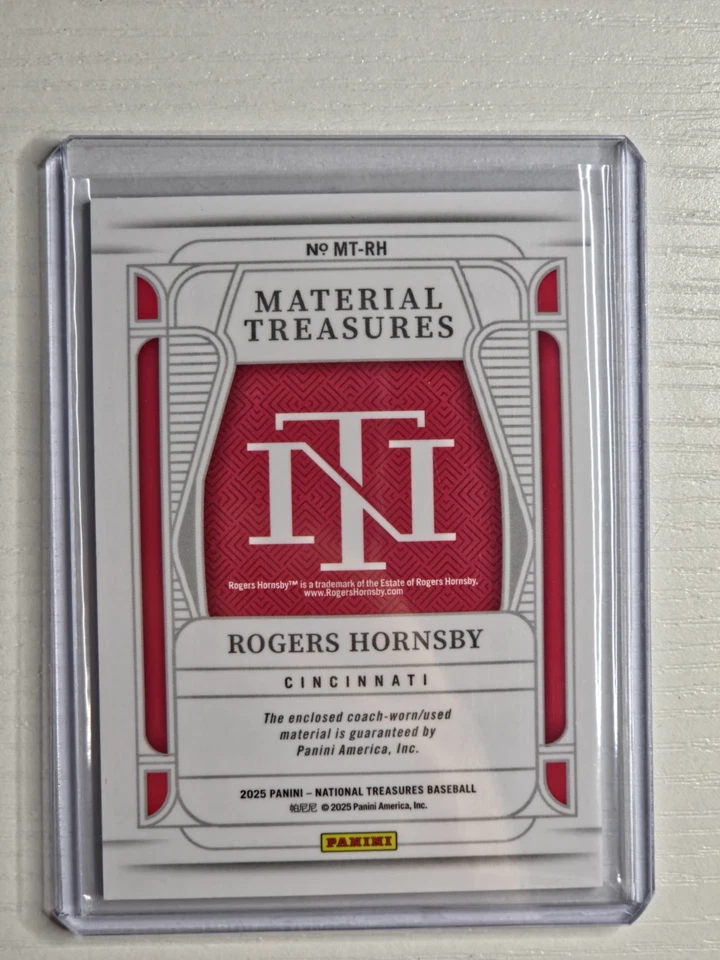 Nº MT-RH
MATERIAL
TREASURES
NT
Rogers Hornsby™ is a trademark of the Estate of Rogers Hornsby.
www.RogersHornsby.com
ROGERS HORNSBY
CINCINNATI
The enclosed coach-worn/used
material is guaranteed by
Panini America, Inc.
2025 PANINI – NATIONAL TREASURES BASEBALL
帕尼尼 © 2025 Panini America, Inc.
PANINI